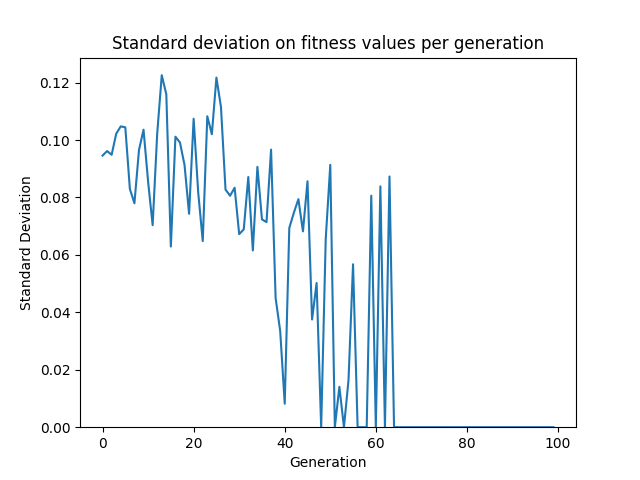 Standard deviation on fitness values per generation
0.12
0.10
0.08
0.06
0.04
0.02
0.00
Standard Deviation
0 20 40 60 80 100
Generation